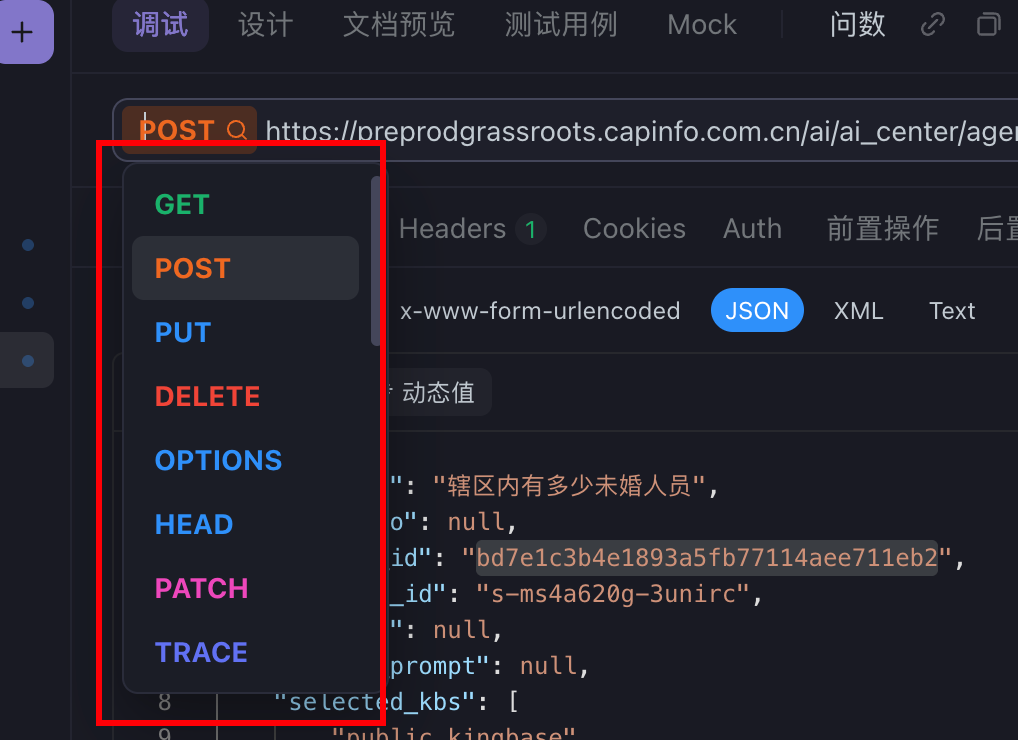 调试 设计 文档预览 测试用例 Mock 问数
POST https://preprodgrassroots.capinfo.com.cn/ai/ai_center/age
GET
Headers 1 Cookies Auth 前置操作 后置
POST
x-www-form-urlencoded JSON XML Text
PUT
DELETE
动态值
OPTIONS
": "辖区内有多少未婚人员",
HEAD
o": null,
id": "bd7e1c3b4e1893a5fb77114aee711eb2",
PATCH
_id": "s-ms4a620g-3unirc",
": null,
TRACE
prompt": null,
8 "selected_kbs": [
9 "public_kingbase"